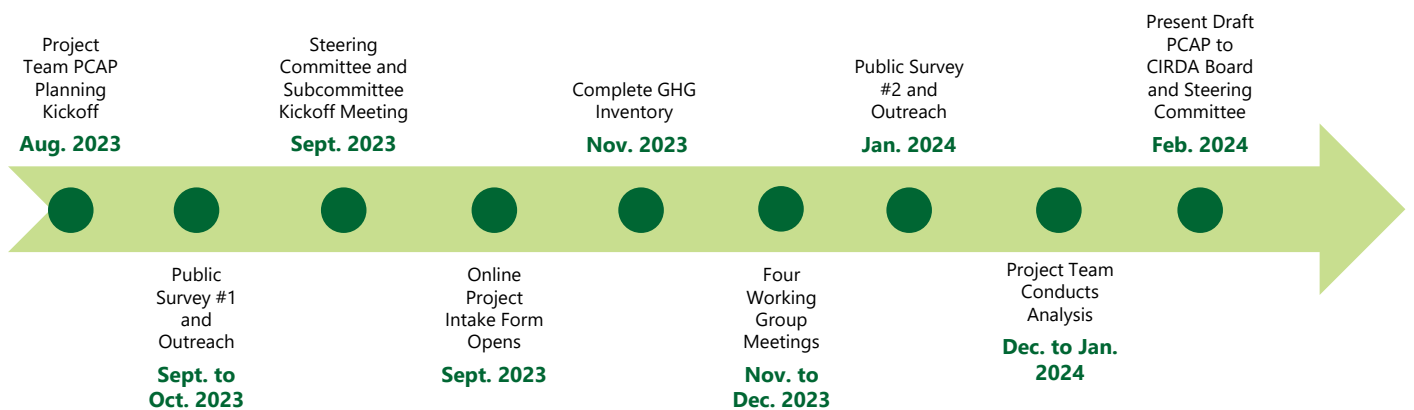 Project
Team PCAP
Planning
Kickoff
Aug. 2023
Public
Survey #1
and
Outreach
Sept. to
Oct. 2023
Steering
Committee and
Subcommittee
Kickoff Meeting
Sept. 2023
Online
Project
Intake Form
Opens
Sept. 2023
Complete GHG
Inventory
Nov. 2023
Four
Working
Group
Meetings
Nov. to
Dec. 2023
Public Survey
#2 and
Outreach
Jan. 2024
Project Team
Conducts
Analysis
Dec. to Jan.
2024
Present Draft
PCAP to
CIRDA Board
and Steering
Committee
Feb. 2024